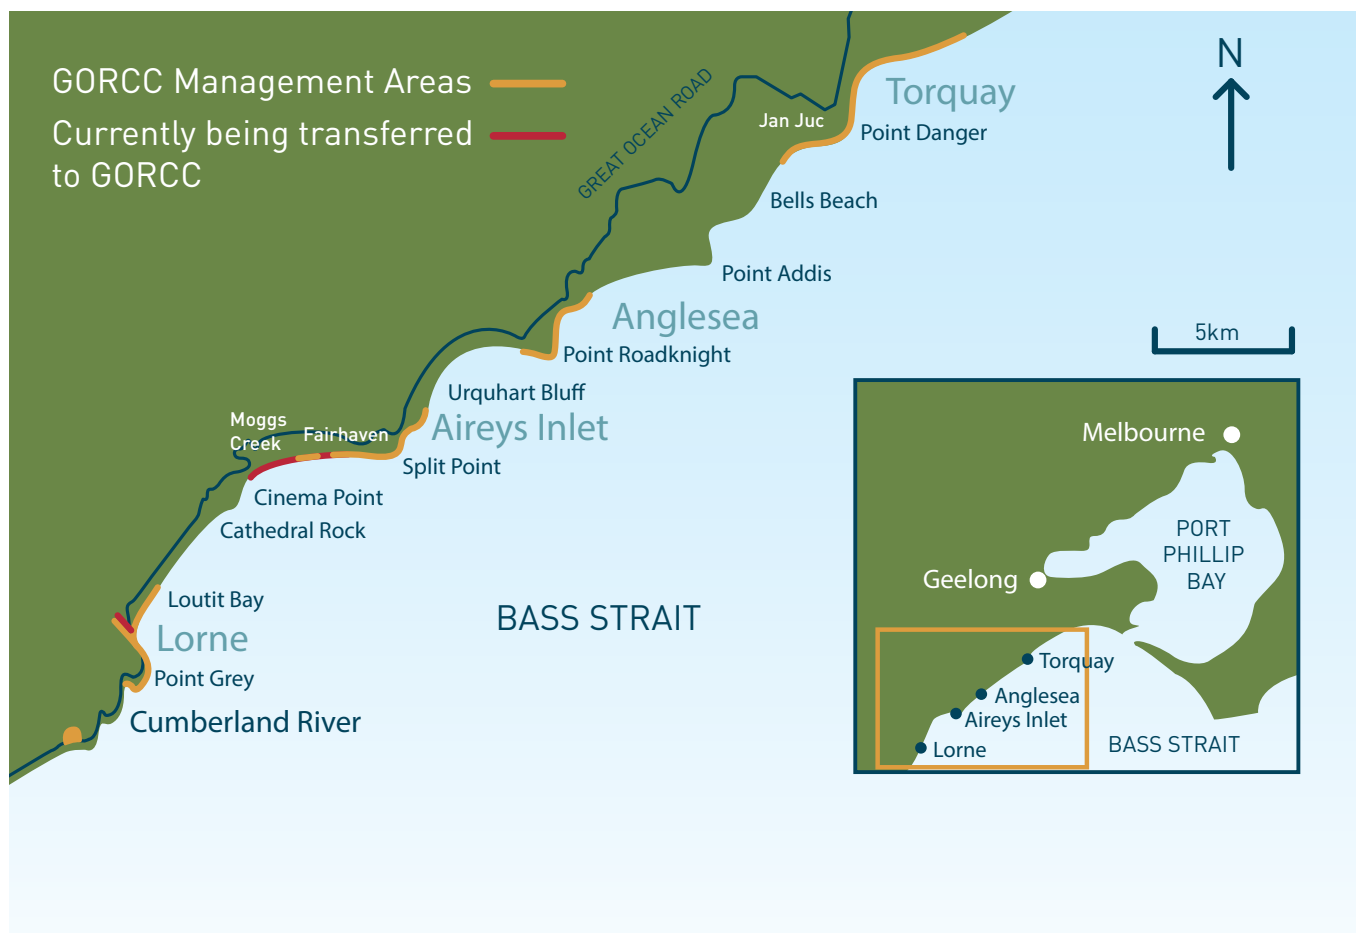 GORCC Management Areas
Currently being transferred
to GORCC
N
GREAT OCEAN ROAD
Torquay
Jan Juc
Point Danger
Bells Beach
Point Addis
Anglesea
Point Roadknight
5km
Urquhart Bluff
Aireys Inlet
Moggs
Creek
Fairhaven
Split Point
Cinema Point
Cathedral Rock
Loutit Bay
Lorne
Point Grey
Cumberland River
BASS STRAIT
Melbourne
PORT
PHILLIP
BAY
Geelong
Torquay
Anglesea
Aireys Inlet
Lorne
BASS STRAIT